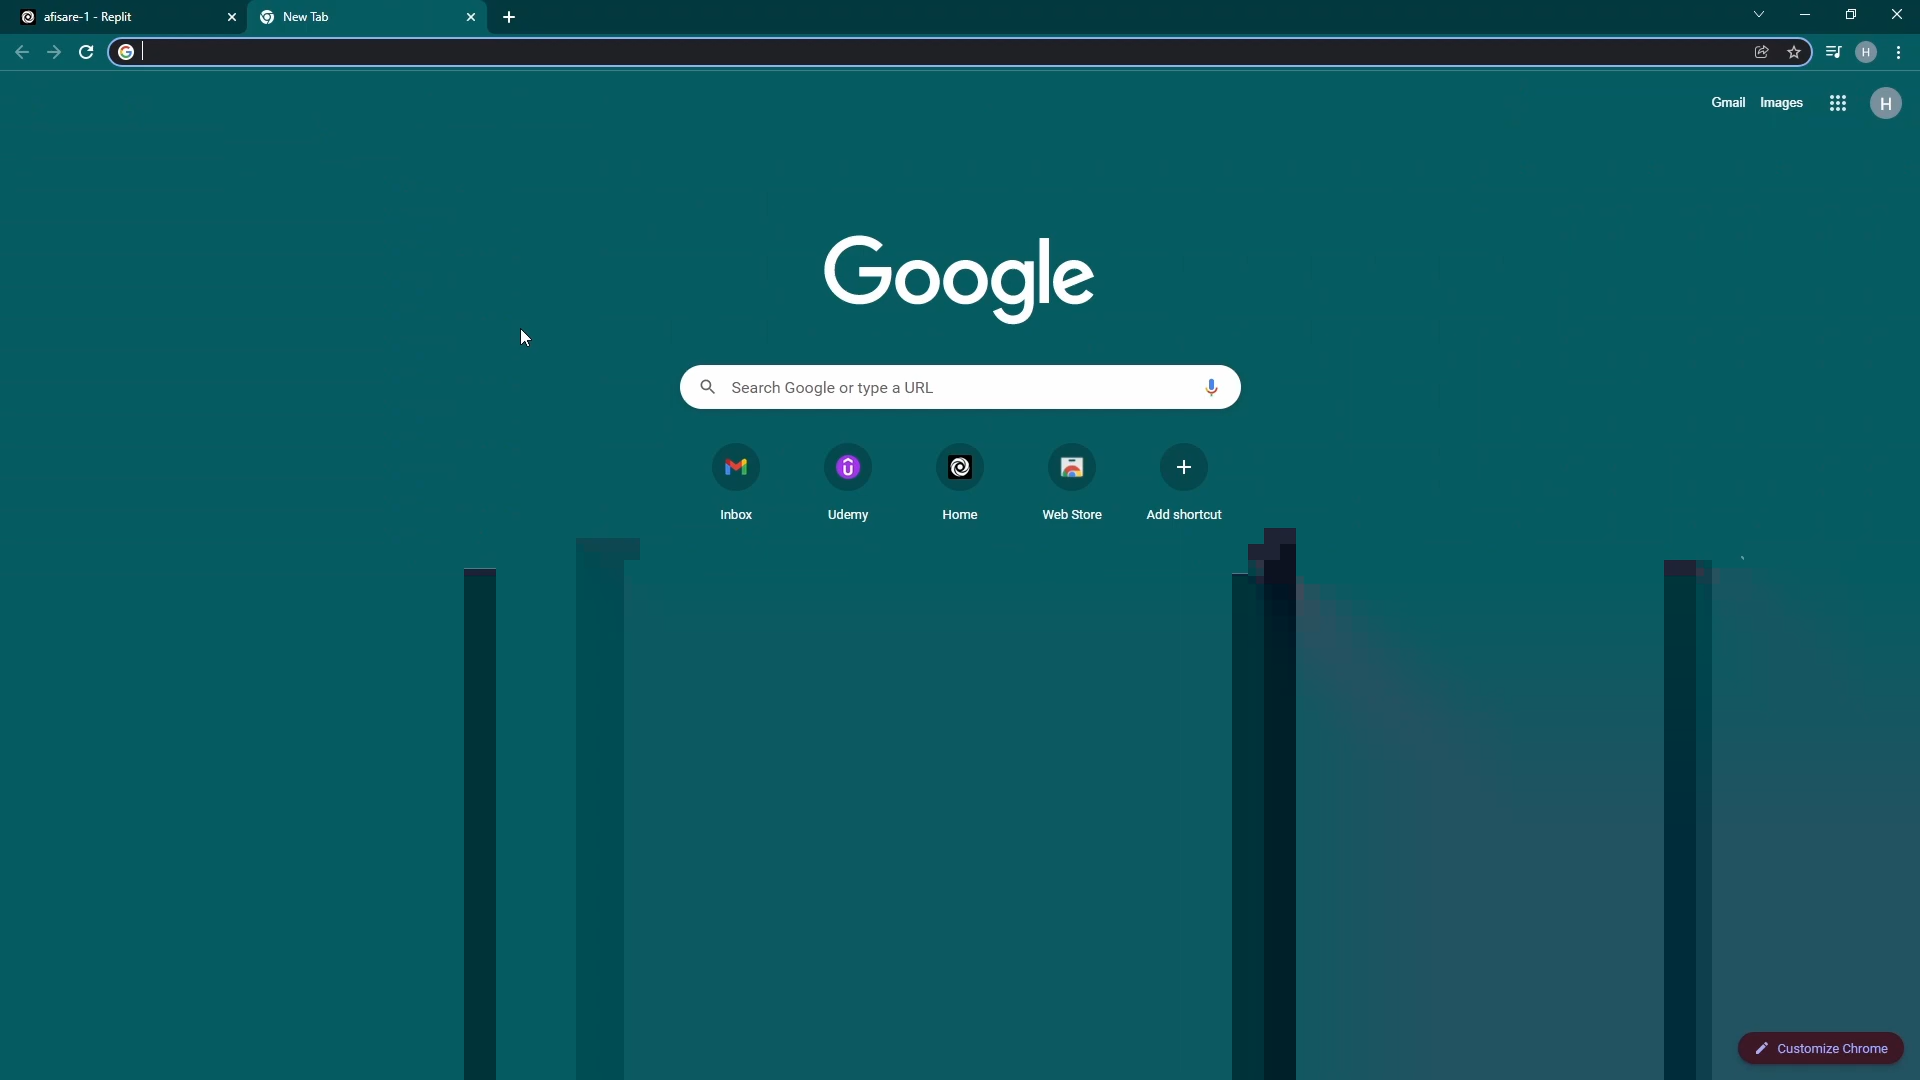 afisare-1 - Replit
New Tab
Gmail
Images
H
H
Google
Search Google or type a URL
Inbox
Udemy
Home
Web Store
Add shortcut
Customize Chrome